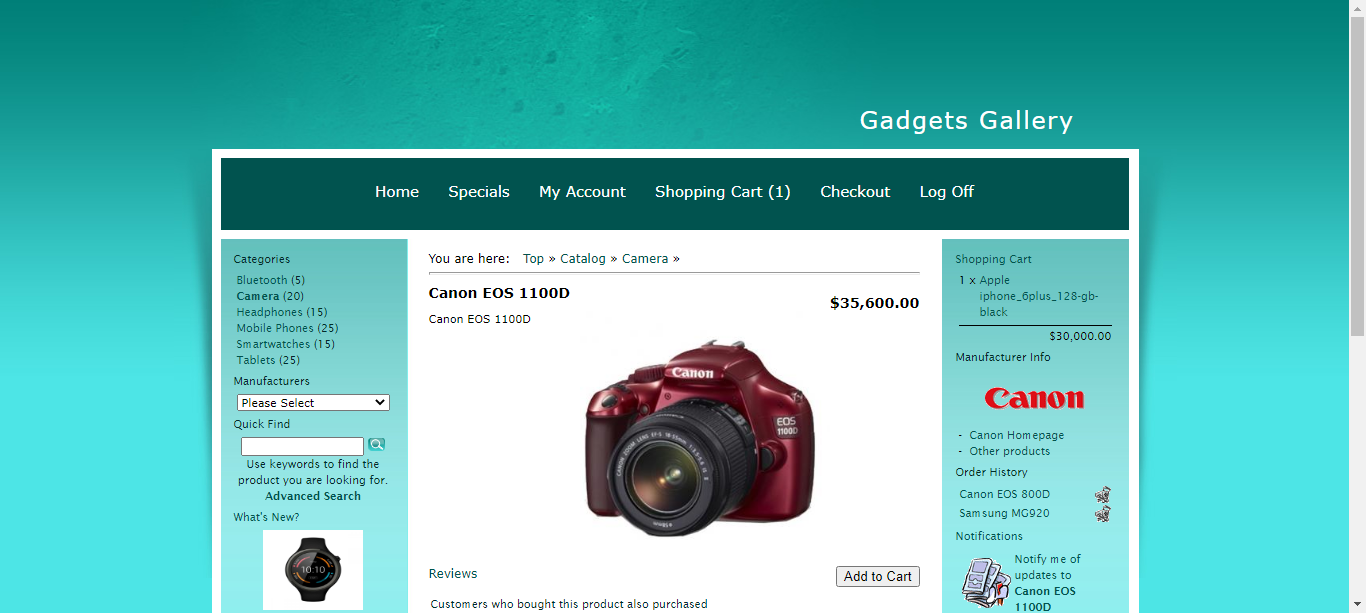 Gadgets Gallery
Home Specials My Account Shopping Cart (1) Checkout Log Off
Categories
Bluetooth (5)
Camera (20)
Headphones (15)
Mobile Phones (25)
Smartwatches (15)
Tablets (25)
Manufacturers
Please Select
Quick Find
Use keywords to find the
product you are looking for.
Advanced Search
What's New?
10:10
You are here: Top » Catalog » Camera »
Canon EOS 1100D
$35,600.00
Canon EOS 1100D
Canon
EOS
1100D
Reviews
Add to Cart
Customers who bought this product also purchased
Shopping Cart
1 x Apple
iphone_6plus_128-gb-
black
$30,000.00
Manufacturer Info
Canon
- Canon Homepage
- Other products
Order History
Canon EOS 800D
Samsung MG920
Notifications
Notify me of
updates to
Canon EOS
1100D